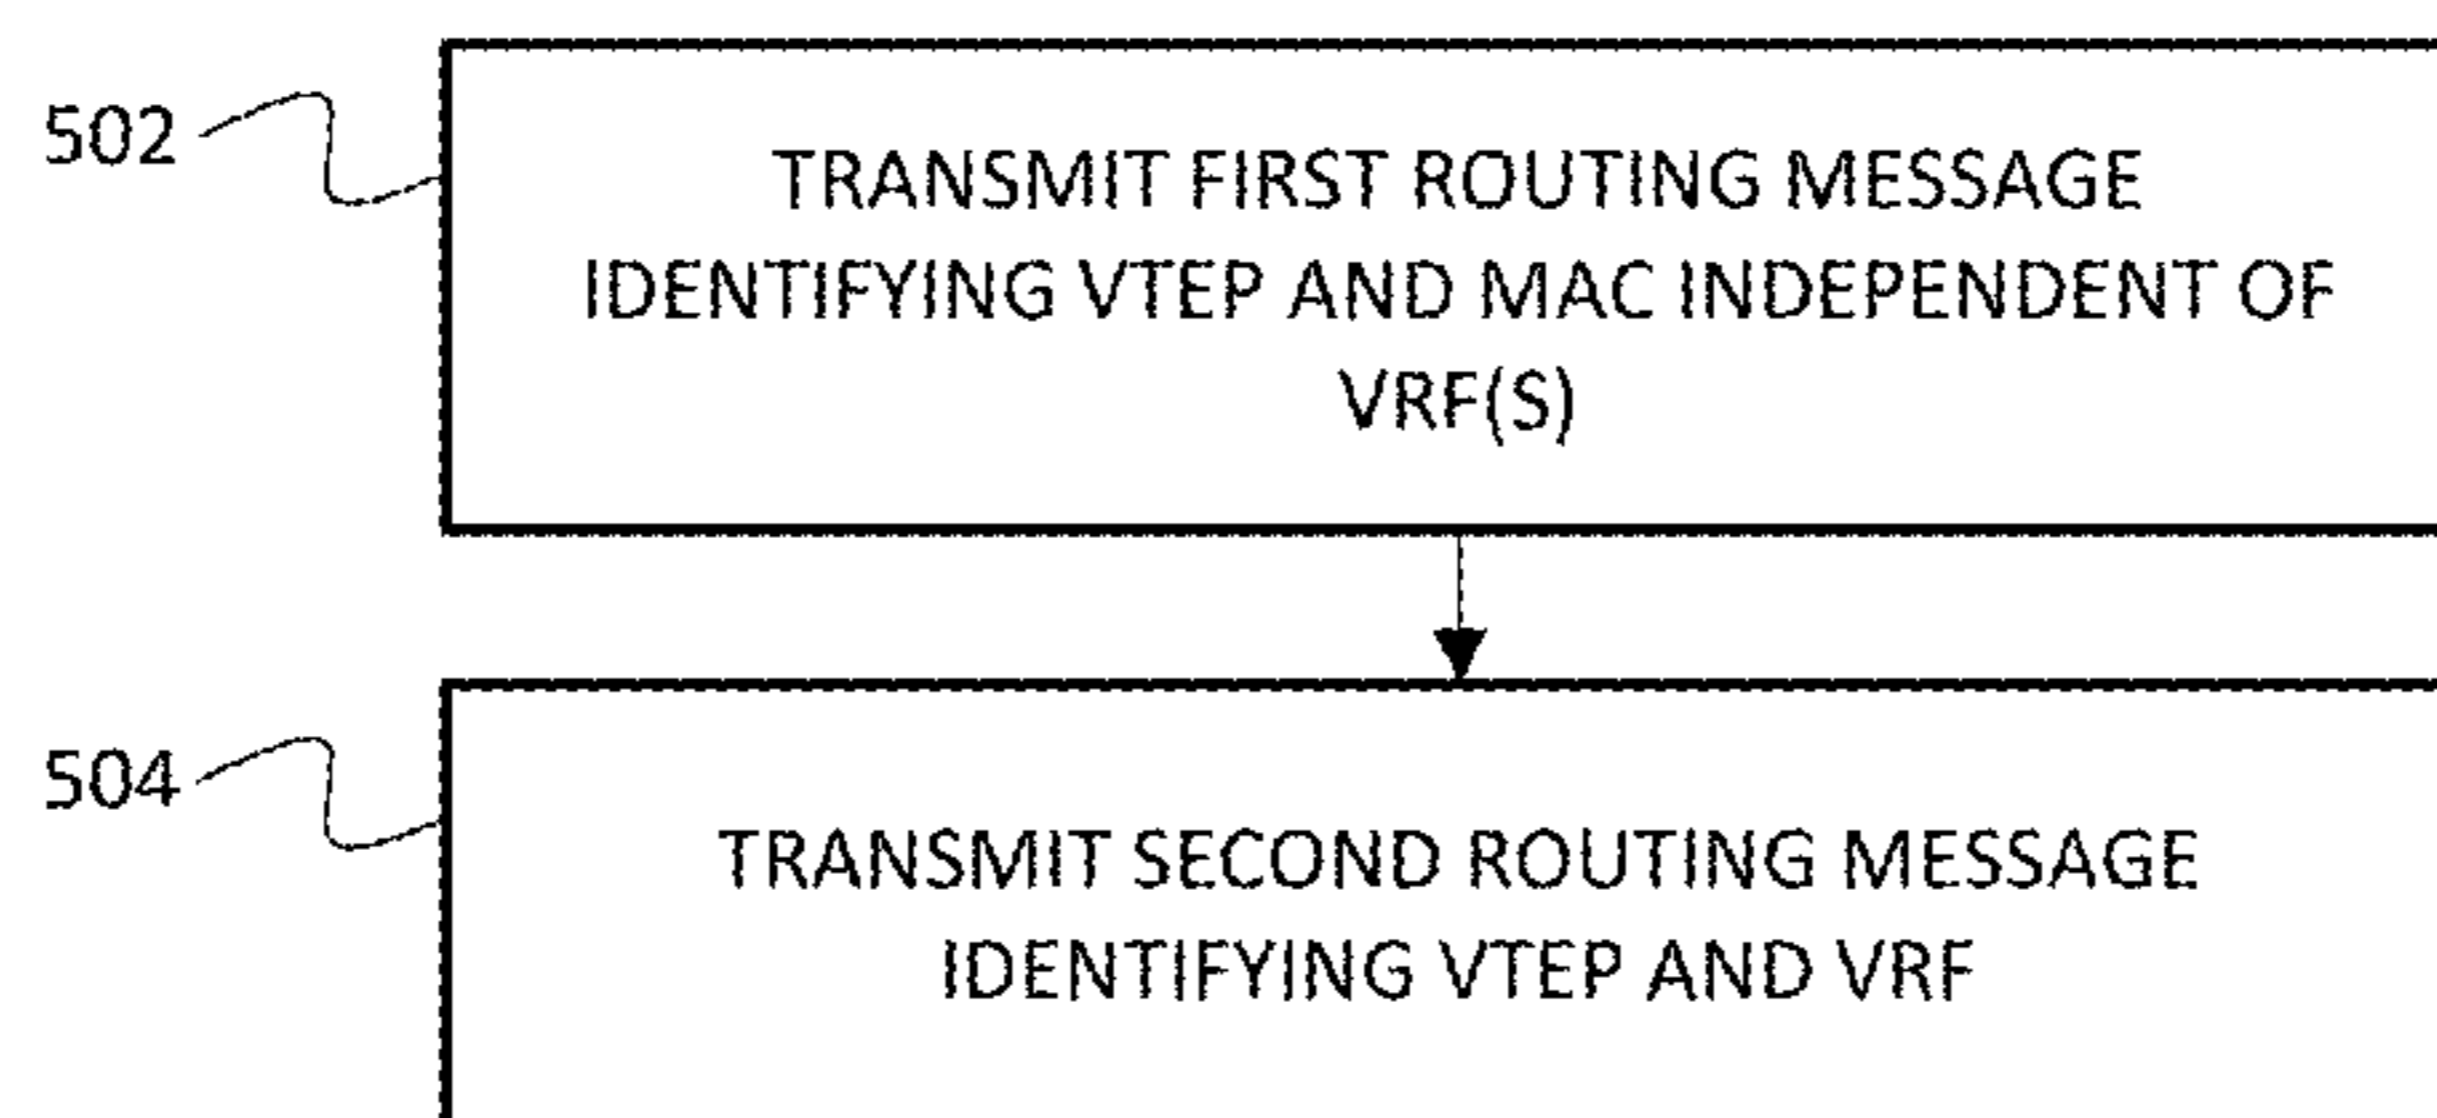 502
TRANSMIT FIRST ROUTING MESSAGE
IDENTIFYING VTEP AND MAC INDEPENDENT OF
VRF(S)
504
TRANSMIT SECOND ROUTING MESSAGE
IDENTIFYING VTEP AND VRF